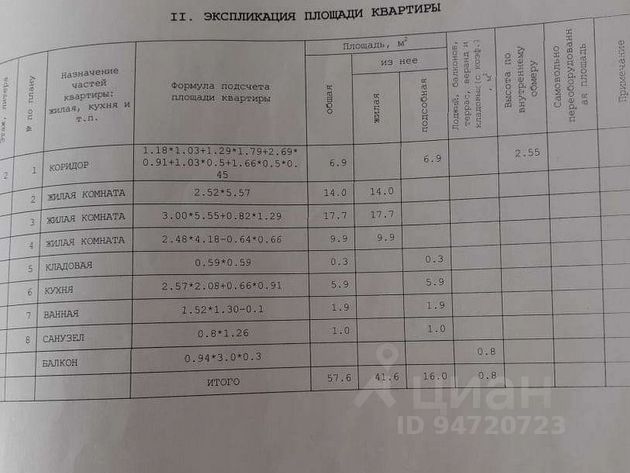 II. ЭКСПЛИКАЦИЯ ПЛОЩАДИ КВАРТИРЫ
Этаж, литера
№ по плану
Назначение
частей
квартиры:
жилая, кухня и
т.п.
Формула подсчета
площади квартиры
Площадь, м²
общая
из нее
жилая
подсобная
Лоджий, балконов,
террас, веранд и
кладовых(с коэф.)
, м²
Высота по
внутреннему
обмеру
Самовольно
переоборудованн
ая площадь
Примечание
2 1 КОРИДОР 1.18*1.03+1.29*1.79+2.69*
0.91+1.03*0.5+1.66*0.5*0.
45 6.9 6.9 2.55
2 ЖИЛАЯ КОМНАТА 2.52*5.57 14.0 14.0
3 ЖИЛАЯ КОМНАТА 3.00*5.55+0.82*1.29 17.7 17.7
4 ЖИЛАЯ КОМНАТА 2.48*4.18-0.64*0.66 9.9 9.9
5 КЛАДОВАЯ 0.59*0.59 0.3 0.3
6 КУХНЯ 2.57*2.08+0.66*0.91 5.9 5.9
7 ВАННАЯ 1.52*1.30-0.1 1.9 1.9
8 САНУЗЕЛ 0.8*1.26 1.0 1.0
БАЛКОН 0.94*3.0*0.3 0.8
ИТОГО 57.6 41.6 16.0 0.8
циан
ID 94720723